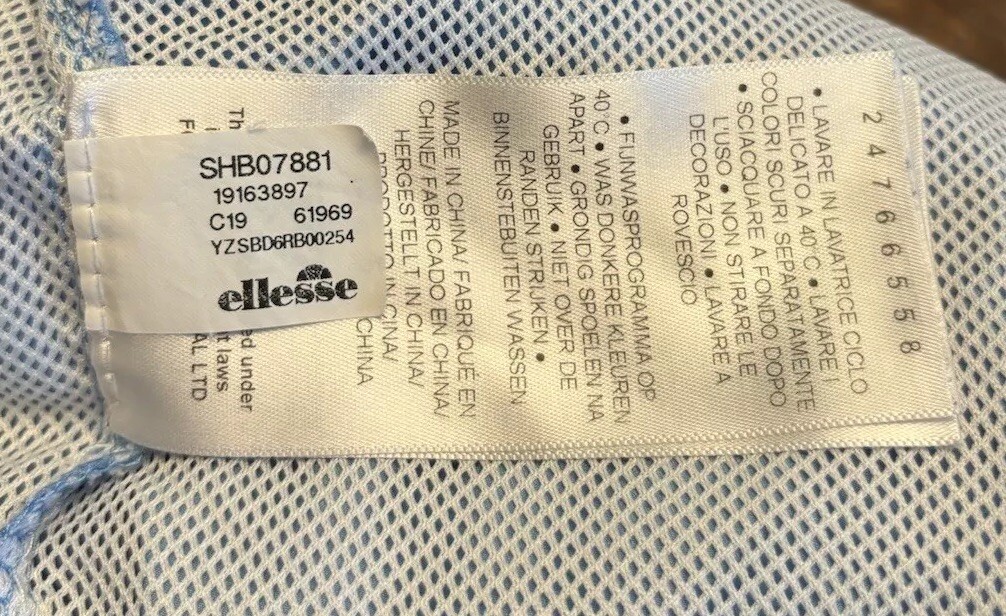 SHB07881
19163897
C19 61969
YZSBD6RB00254
ellesse
24766558
• LAVARE IN LAVATRICE CICLO
DELICATO A 40°C • LAVARE I
COLORI SCURI SEPARATAMENTE
• SCIACQUARE A FONDO DOPO
L'USO • NON STIRARE LE
DECORAZIONI • LAVARE A
ROVESCIO
• FIJNWASPROGRAMMA OP
40°C • WAS DONKERE KLEUREN
APART • GRONDIG SPOELEN NA
GEBRUIK • NIET OVER DE
RANDEN STRIJKEN •
BINNENSTEBUITEN WASSEN
MADE IN CHINA/ FABRIQUÉ EN
CHINE/ FABRICADO EN CHINA/
HERGESTELLT IN CHINA/
PRODOTTO IN CINA/
CHINA
Th
ed under
t laws
F
AL LTD